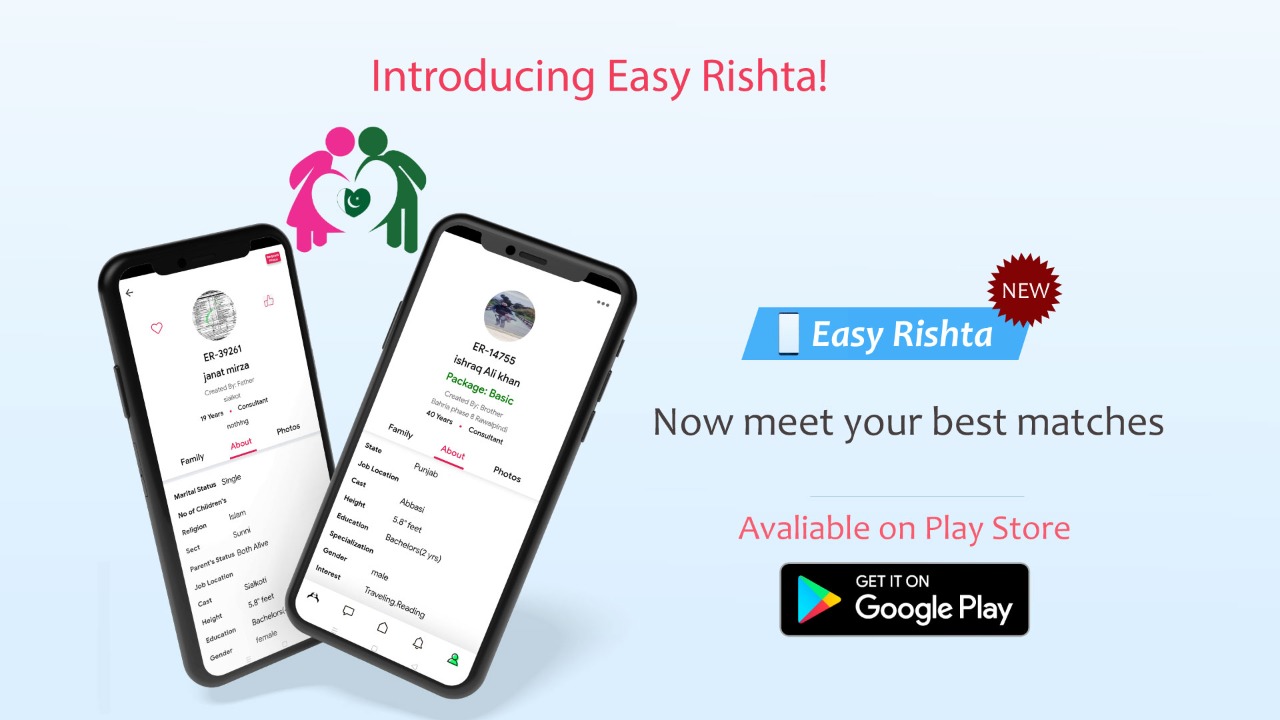 Introducing Easy Rishta!
ER-39261
janat mirza
Created By: Father
sialkot
19 Years • Consultant
nothhg
Family About Photos
Marital Status Single
No of Children's
Religion Islam
Sect Sunni
Parent's Status Both Alive
Job Location
Cast Sialkoti
Height 5,8" feet
Education Bachelors(
Gender female
ER-14755
ishraq Ali khan
Package: Basic
Created By: Brother
Bahria phase 8 Rawalpindi
40 Years • Consultant
Family About Photos
State Punjab
Job Location
Cast Abbasi
Height 5.8" feet
Education Bachelors(2 yrs)
Specialization
Gender male
Interest Traveling,Reading
NEW
Easy Rishta
Now meet your best matches
Avaliable on Play Store
GET IT ON
Google Play